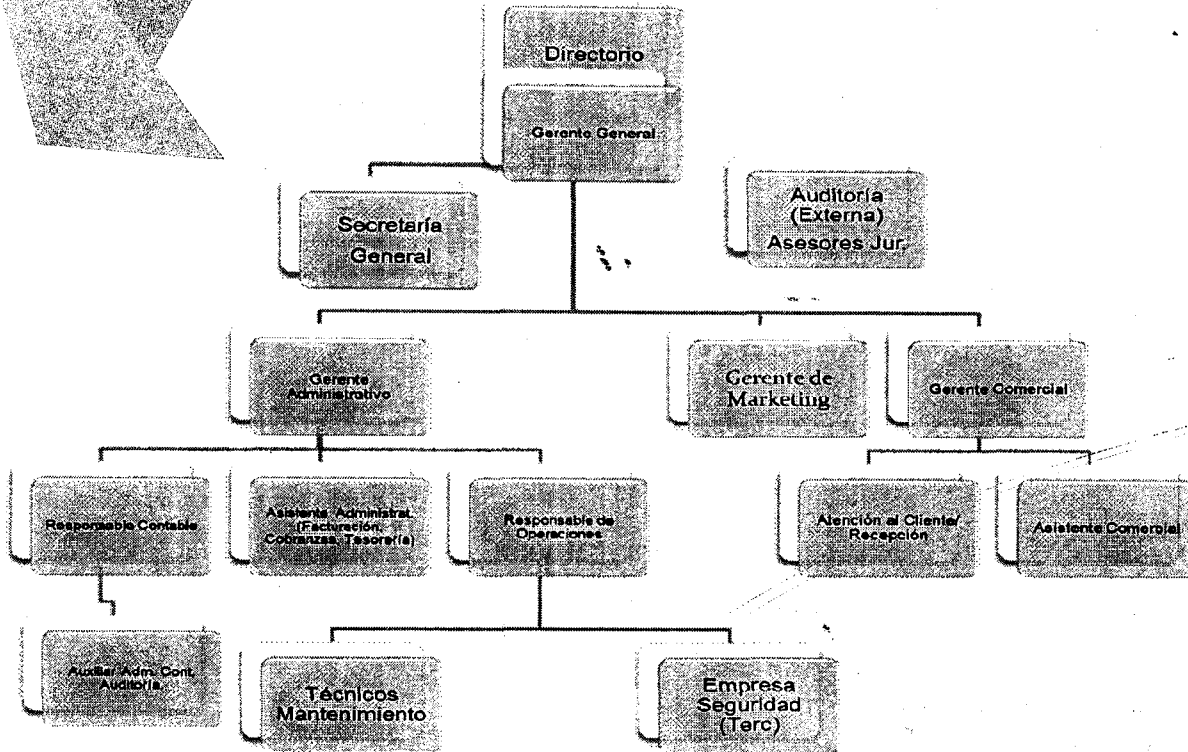 Directorio
Gerente General
Secretaría
General
Auditoría
(Externa)
Asesores Jur.
Gerente
Administrativo
Gerente de
Marketing
Gerente Comercial
Responsable Contable
Asistente Administrat.
(Facturación,
Cobranzas, Tesorería)
Responsable de
Operaciones
Atención al Cliente/
Recepción
Asistente Comercial
Auxiliar Adm. Cont.
Auditoría.
Técnicos
Mantenimiento
Empresa
Seguridad
(Terc)